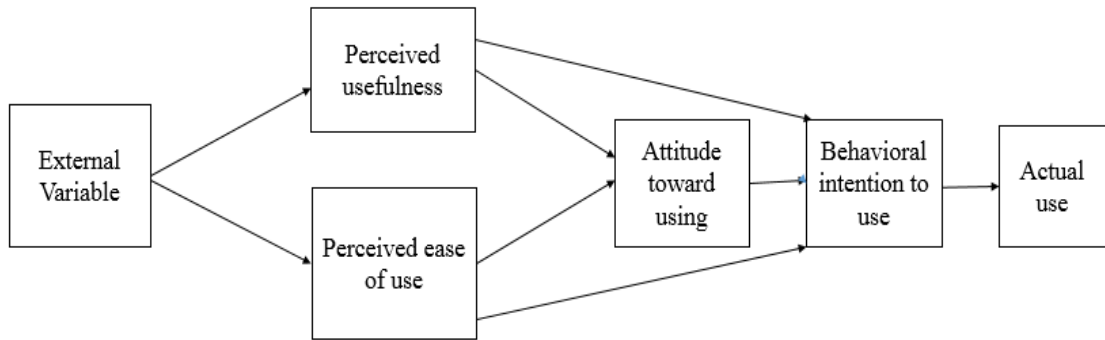 External
Variable
Perceived
usefulness
Perceived ease
of use
Attitude
toward
using
Behavioral
intention to
use
Actual
use